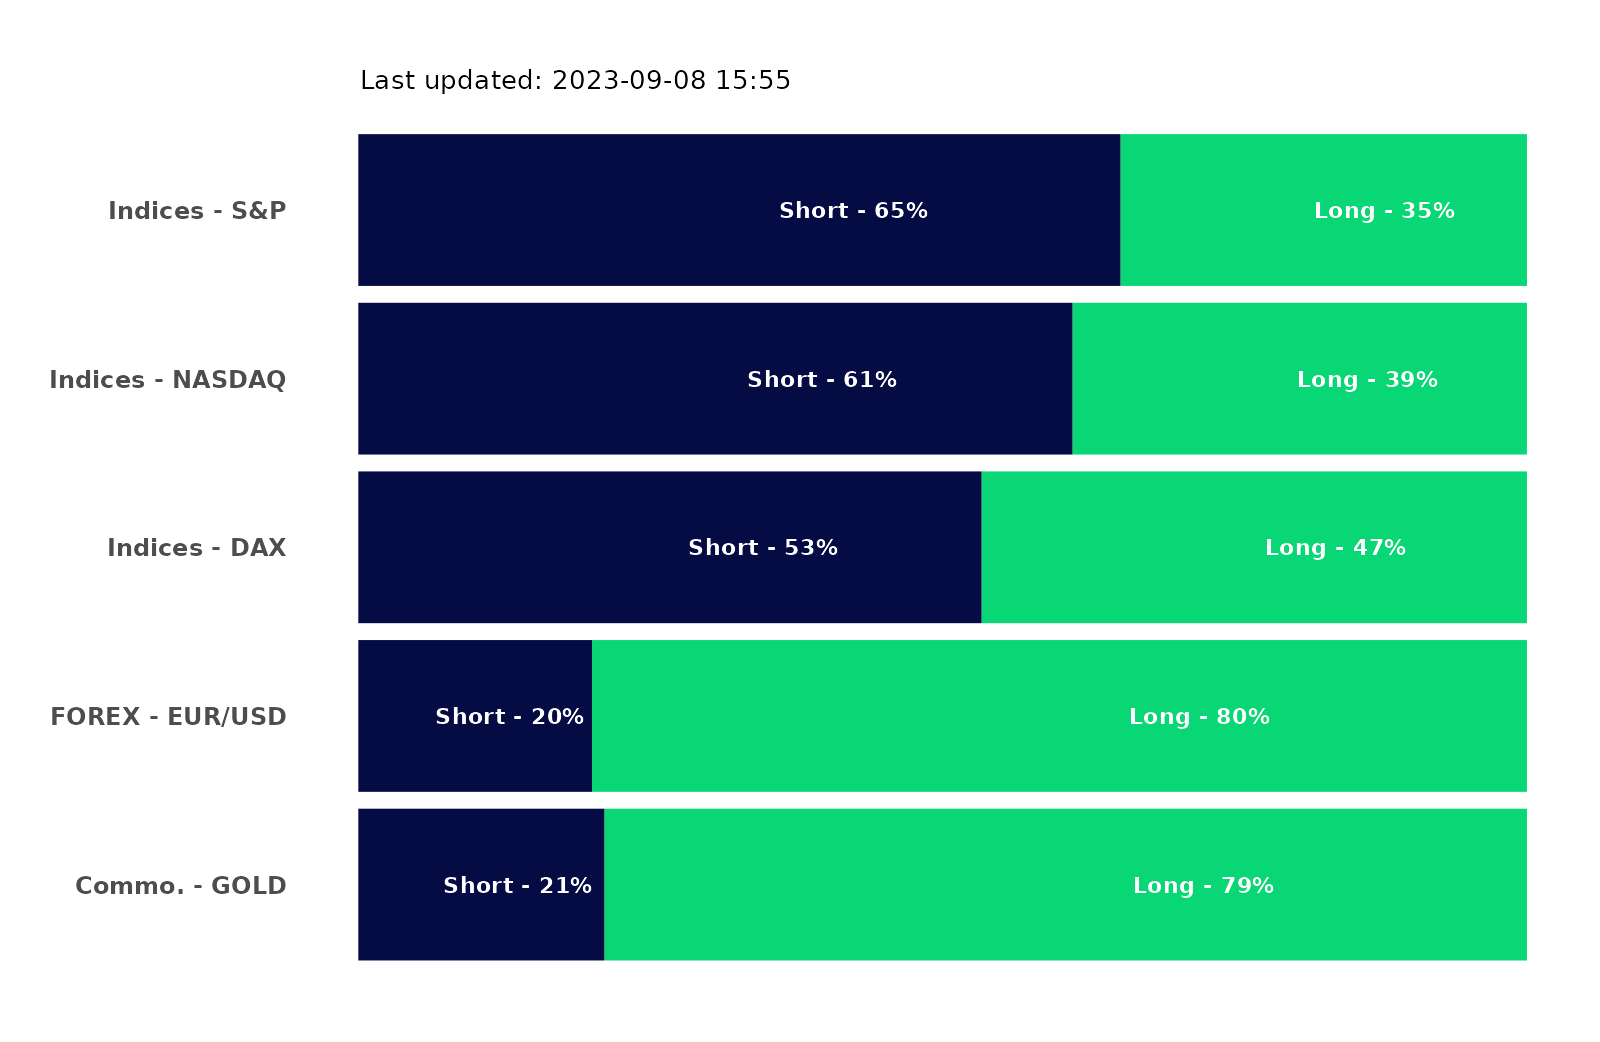 Last updated: 2023-09-08 15:55
Indices - S&P Short - 65% Long - 35%
Indices - NASDAQ Short - 61% Long - 39%
Indices - DAX Short - 53% Long - 47%
FOREX - EUR/USD Short - 20% Long - 80%
Commo. - GOLD Short - 21% Long - 79%